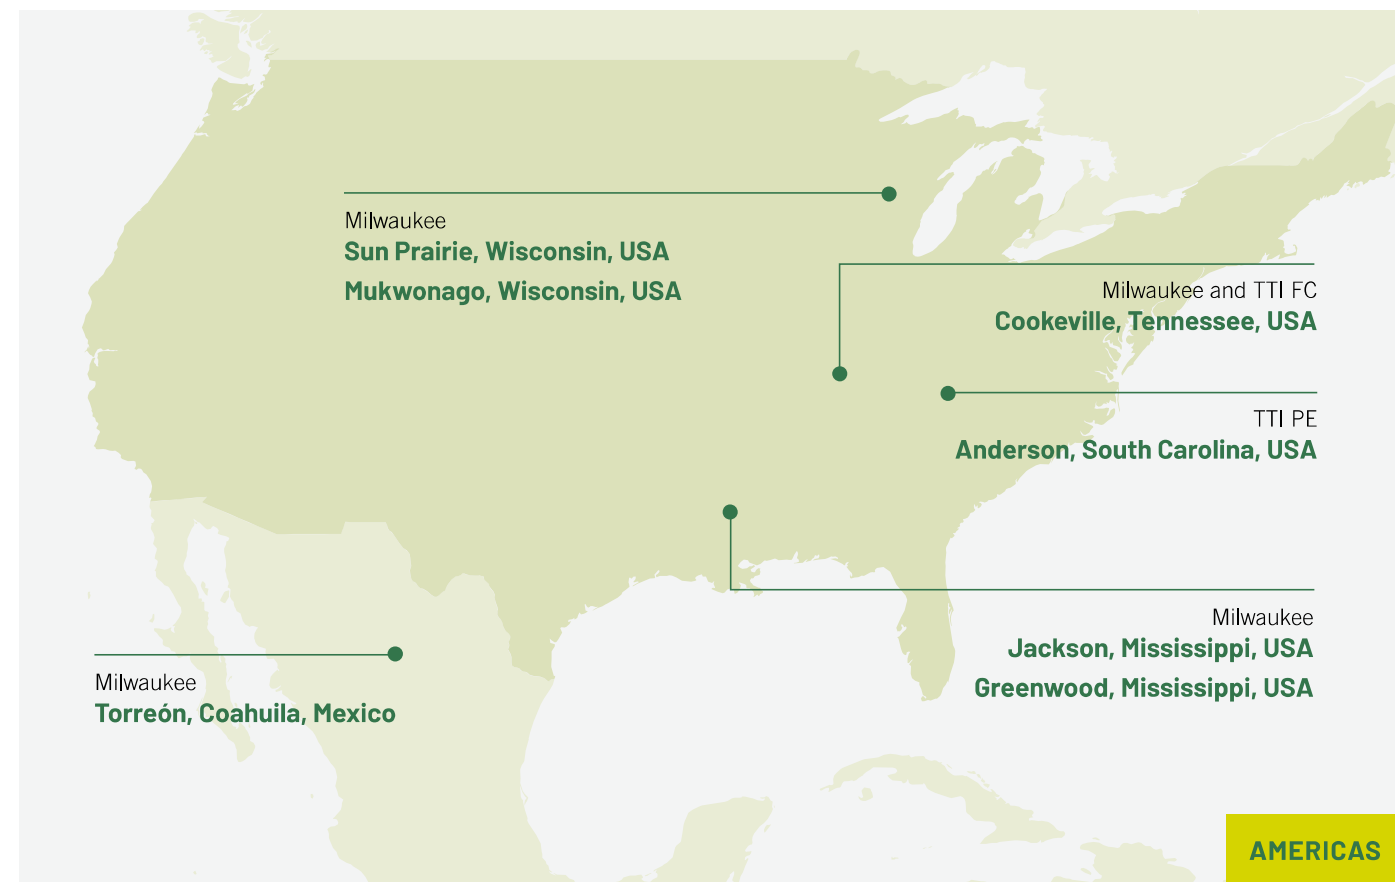 Milwaukee
Sun Prairie, Wisconsin, USA
Mukwonago, Wisconsin, USA
Milwaukee and TTI FC
Cookeville, Tennessee, USA
TTI PE
Anderson, South Carolina, USA
Milwaukee
Jackson, Mississippi, USA
Greenwood, Mississippi, USA
Milwaukee
Torreón, Coahuila, Mexico
AMERICAS